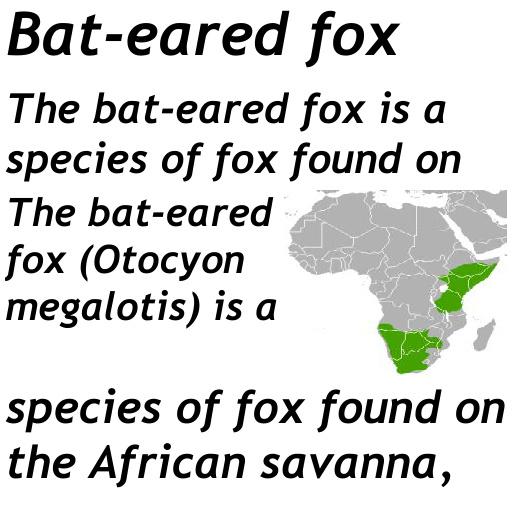 Bat-eared fox
The bat-eared fox is a
species of fox found on
The bat-eared
fox (Otocyon
megalotis) is a
species of fox found on
the African savanna,